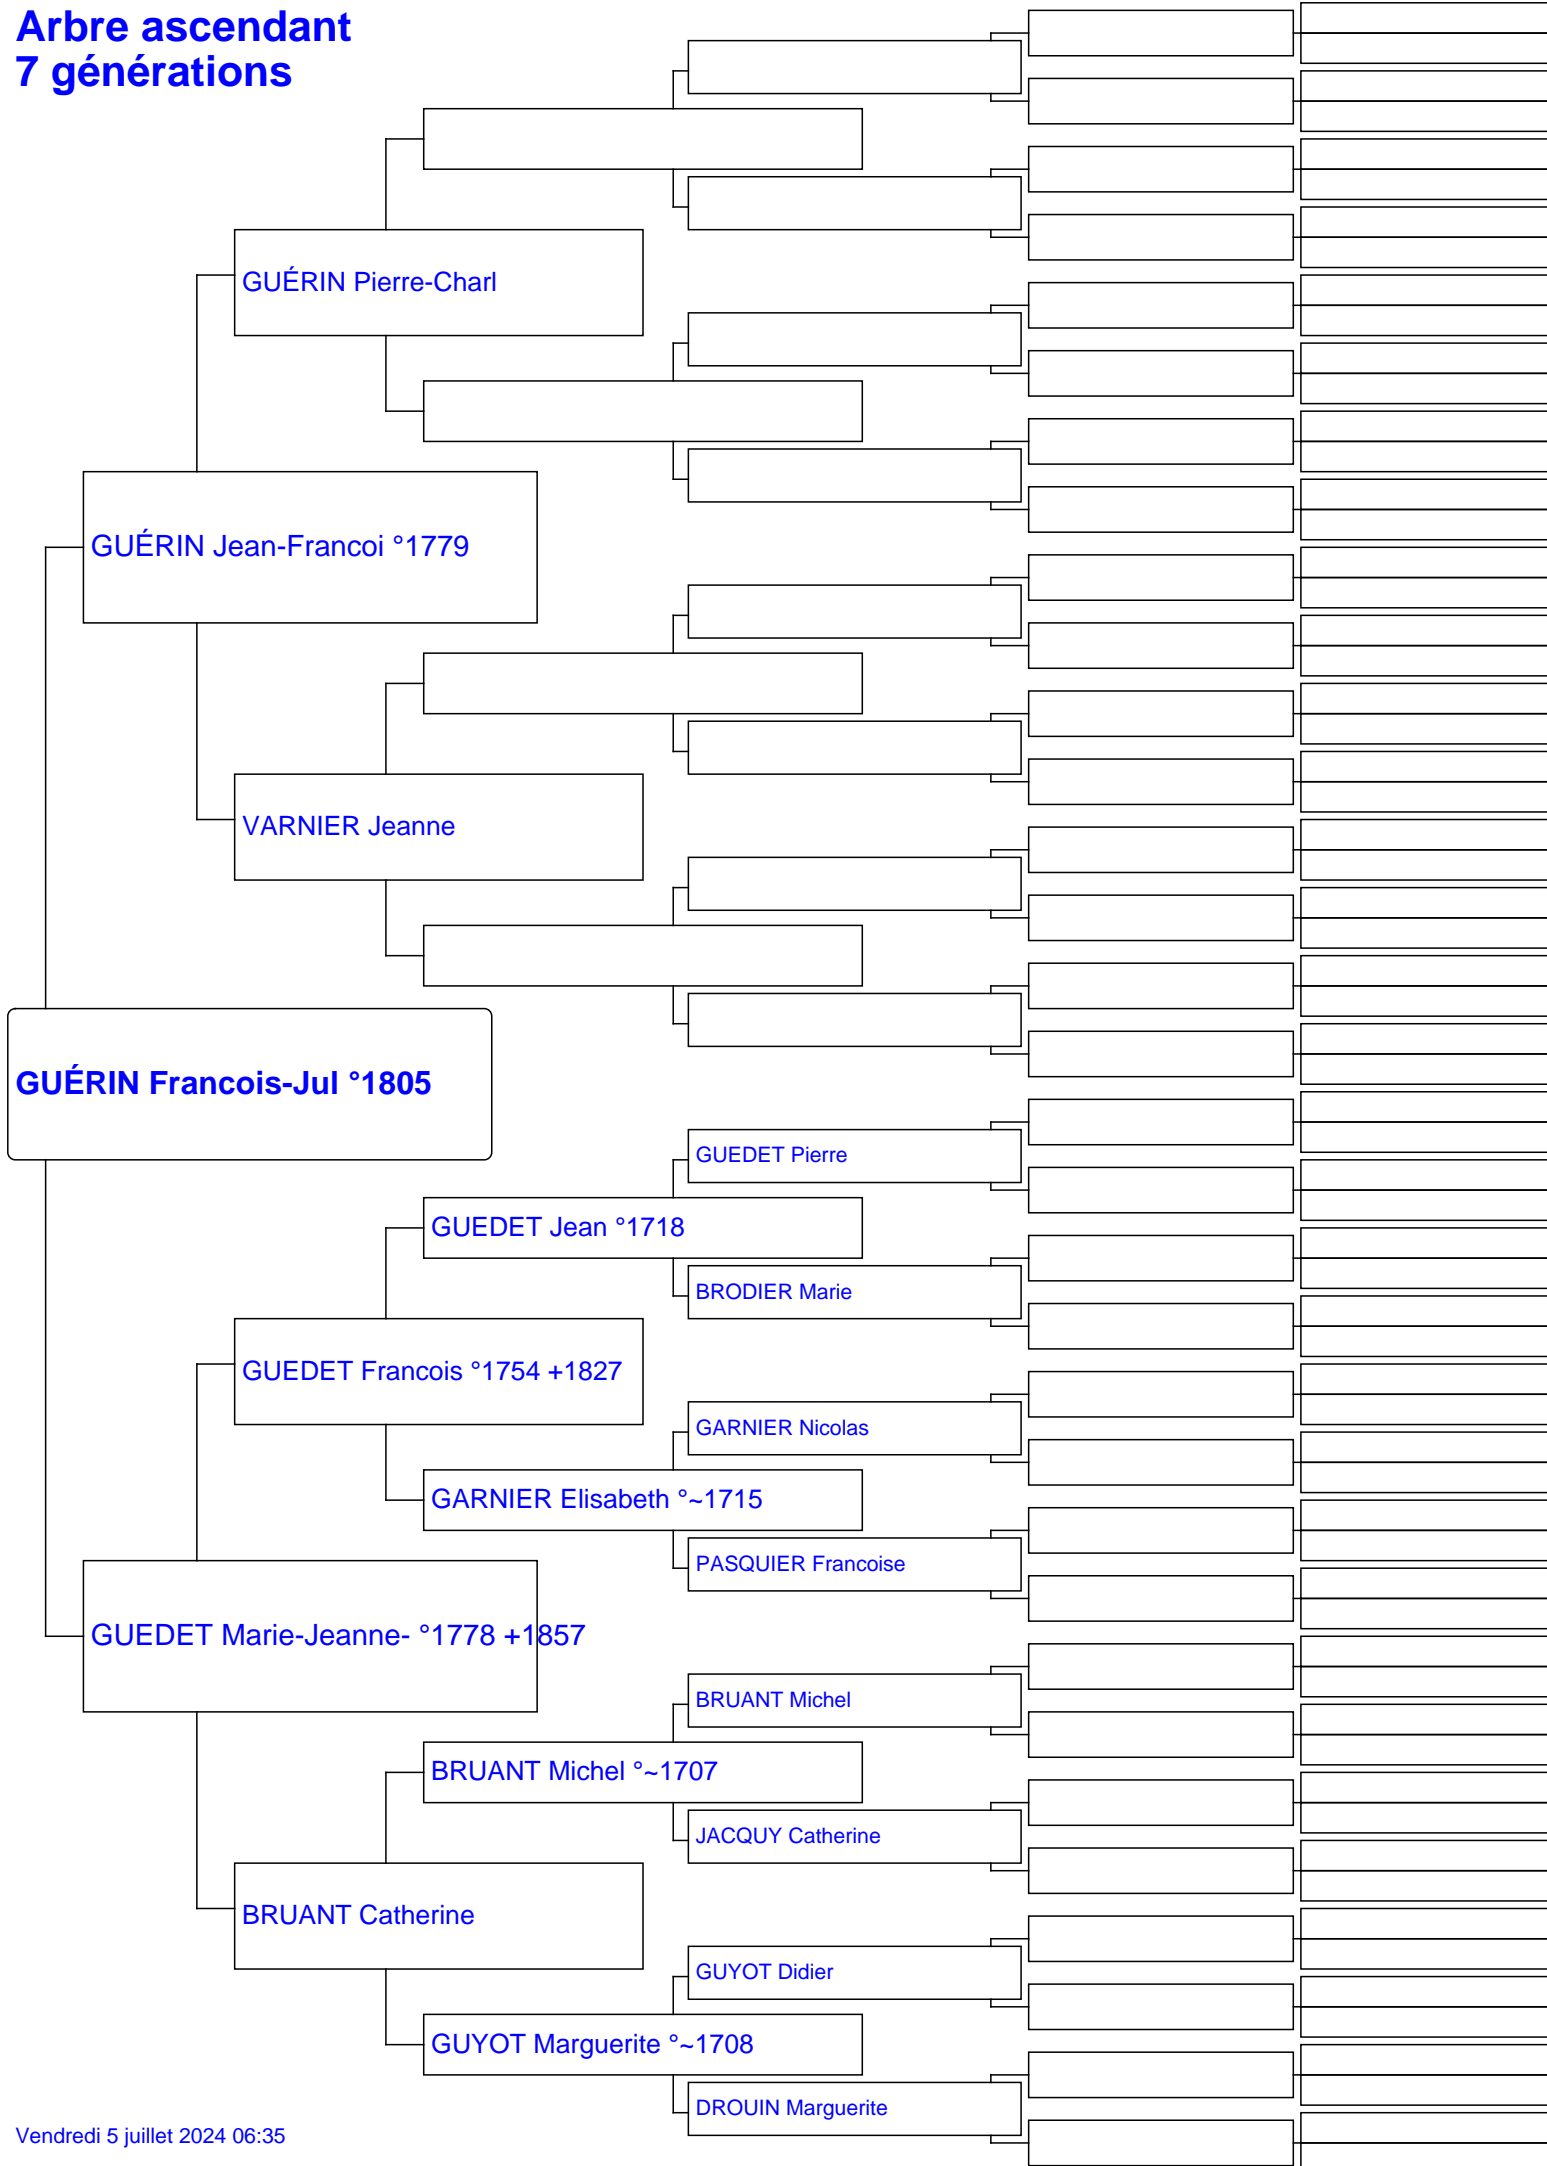 Arbre ascendant
7 générations
GUÉRIN Pierre-Charl
GUÉRIN Jean-Francoi °1779
VARNIER Jeanne
GUÉRIN Francois-Jul °1805
GUEDET Pierre
GUEDET Jean °1718
BRODIER Marie
GUEDET Francois °1754 +1827
GARNIER Nicolas
GARNIER Elisabeth °~1715
PASQUIER Francoise
GUEDET Marie-Jeanne- °1778 +1857
BRUANT Michel
BRUANT Michel °~1707
JACQUY Catherine
BRUANT Catherine
GUYOT Didier
GUYOT Marguerite °~1708
DROUIN Marguerite
Vendredi 5 juillet 2024 06:35